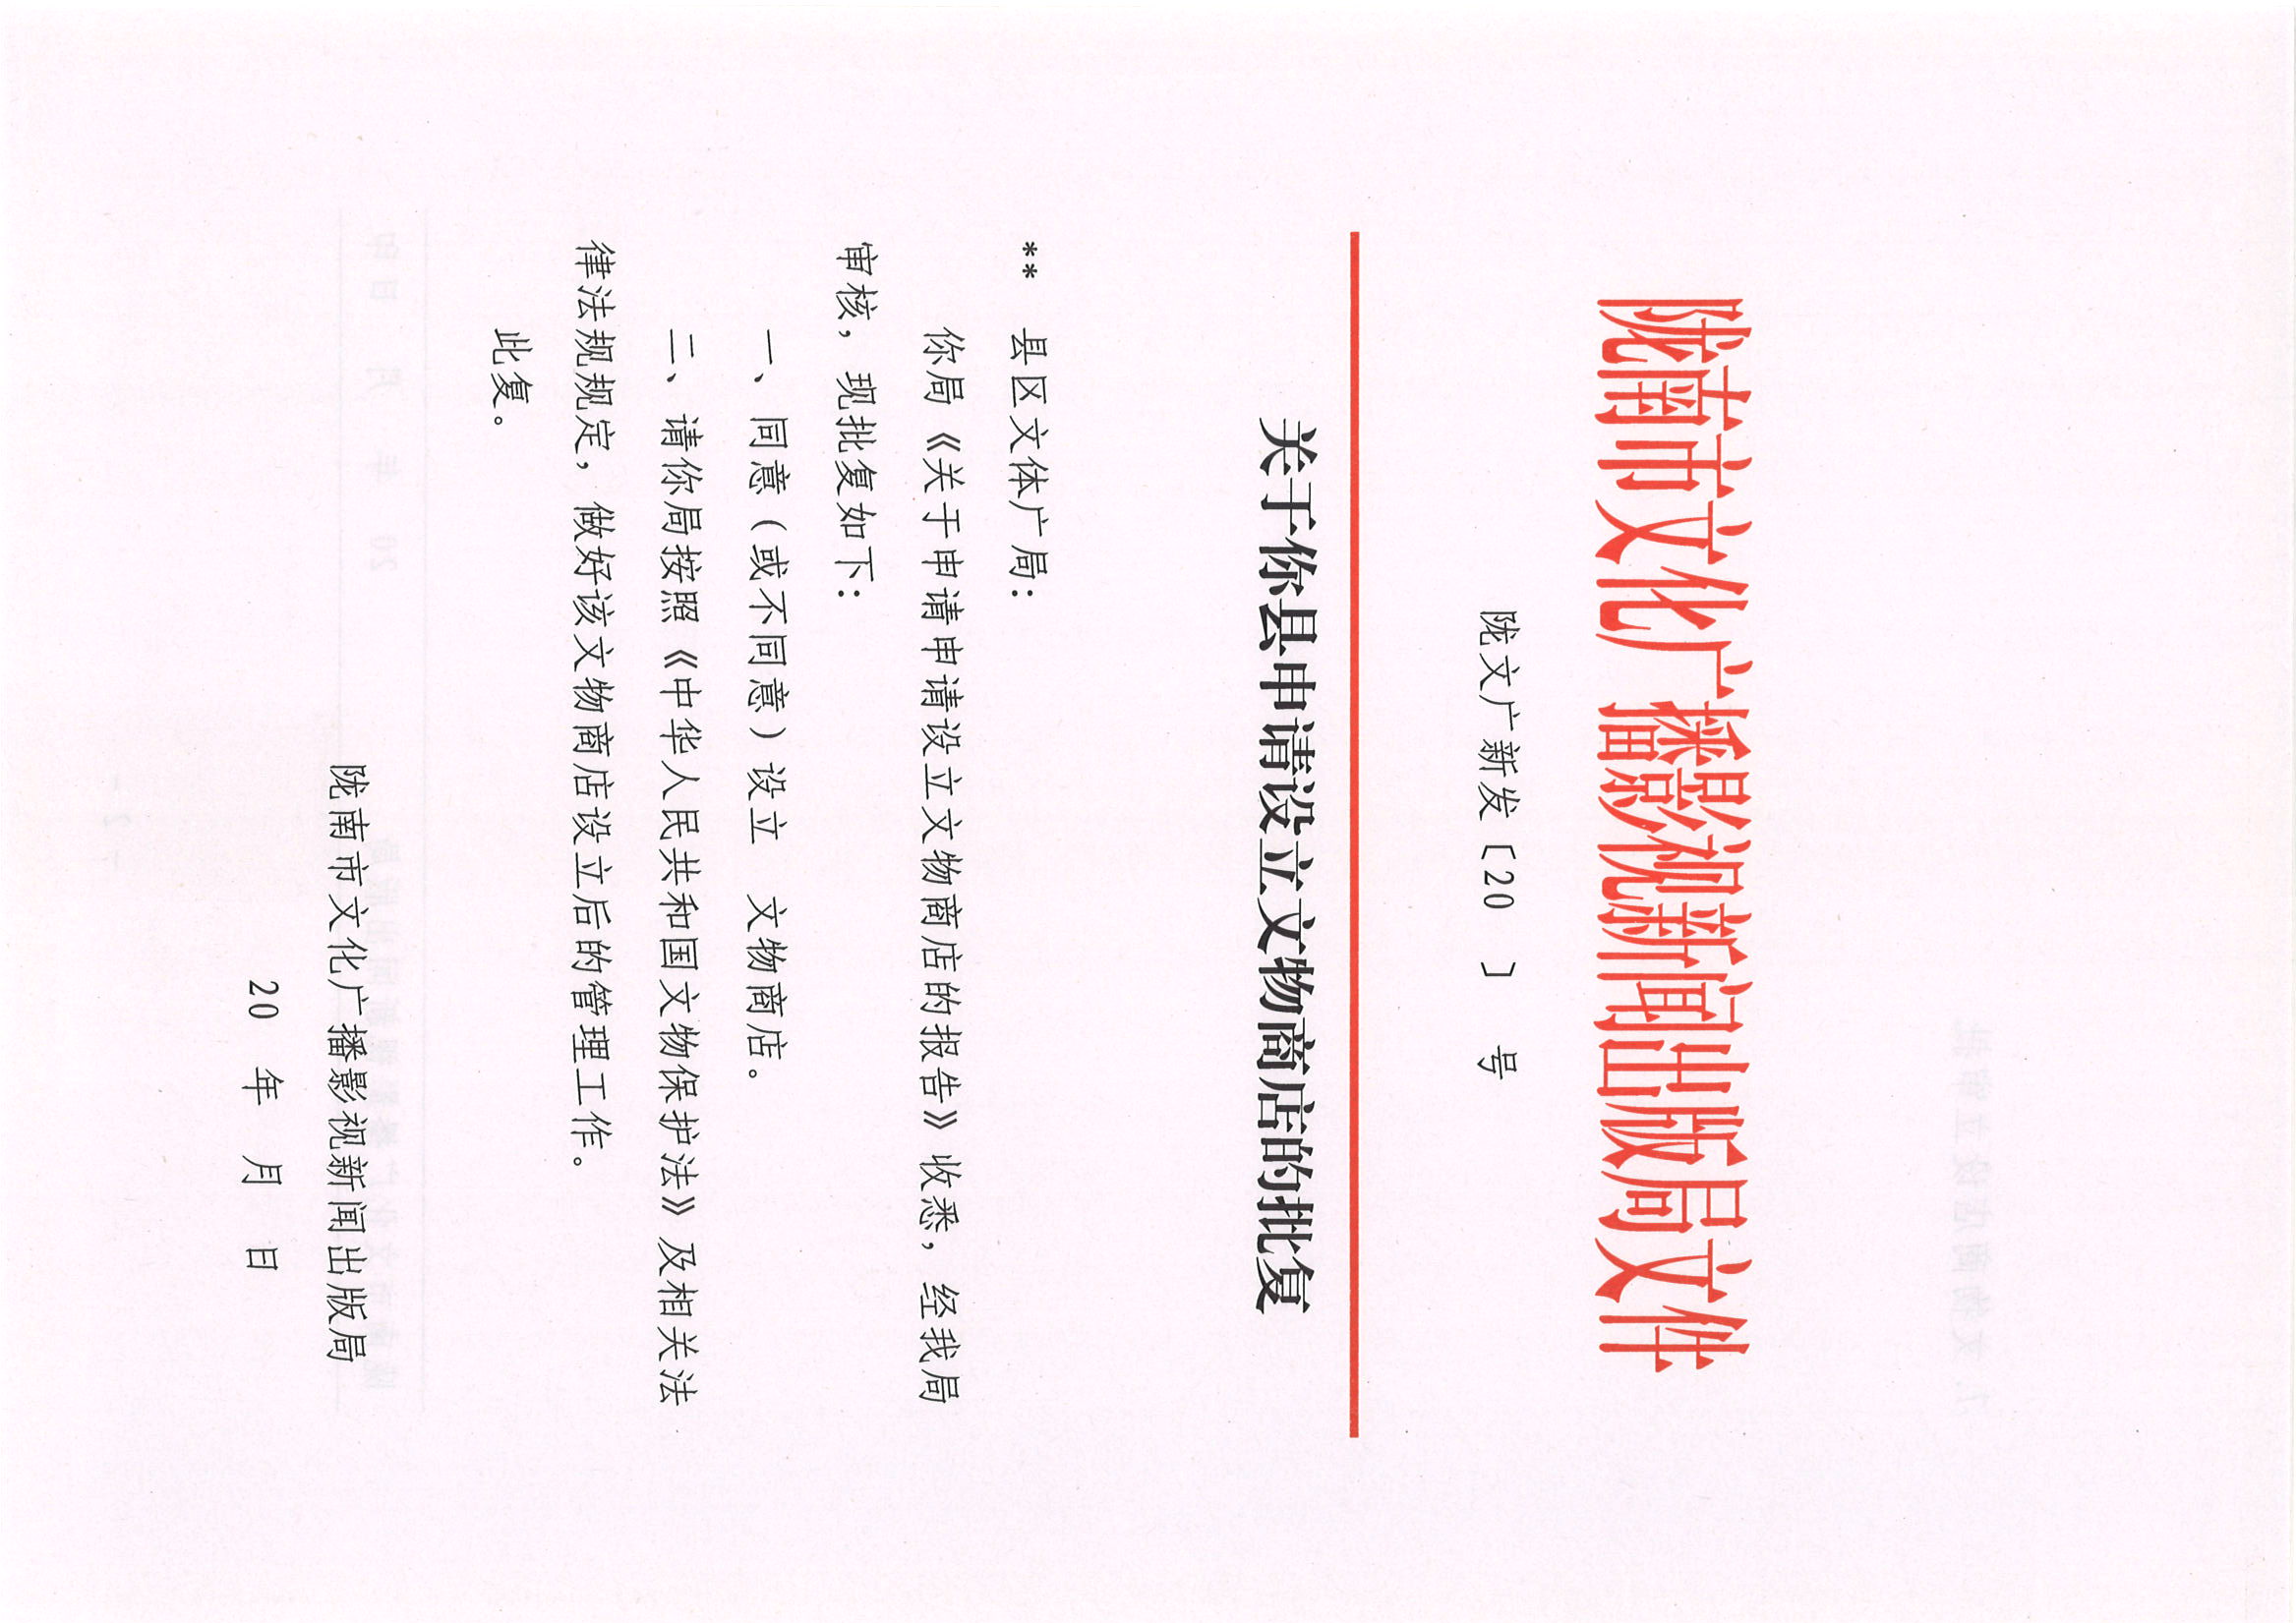 陇南市文化广播影视新闻出版局文件
陇文广新发〔20　〕　号
关于你县申请设立文物商店的批复
**　县区文体广局：
你局《关于申请申请设立文物商店的报告》收悉，经我局
审核，现批复如下：
一、同意（或不同意）设立　文物商店。
二、请你局按照《中华人民共和国文物保护法》及相关法
律法规规定，做好该文物商店设立后的管理工作。
此复。
陇南市文化广播影视新闻出版局
20　年　月　日